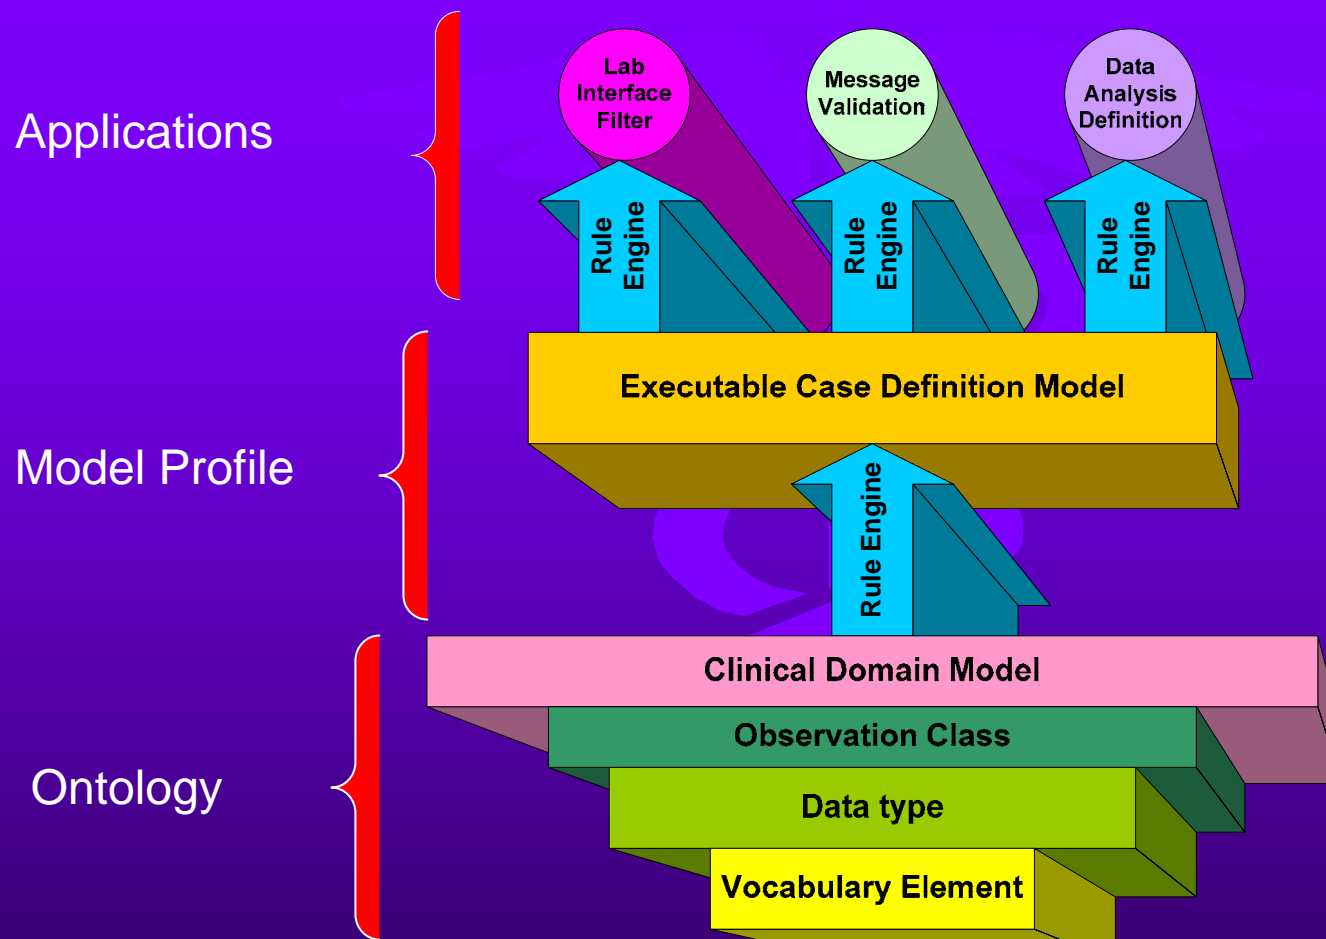 Applications
Lab
Interface
Filter
Message
Validation
Data
Analysis
Definition
Rule
Engine
Rule
Engine
Rule
Engine
Model Profile
Executable Case Definition Model
Rule Engine
Ontology
Clinical Domain Model
Observation Class
Data type
Vocabulary Element